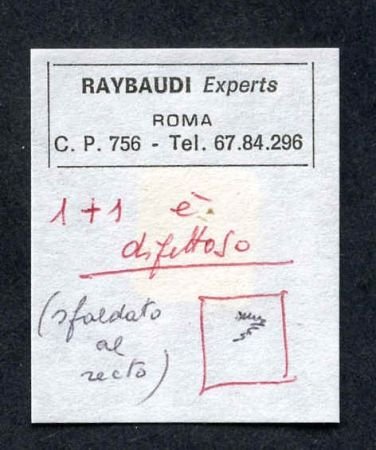 RAYBAUDI Experts
ROMA
C. P. 756 - Tel. 67.84.296
1 + 1 è
difettoso
(sfaldato
al
recto)